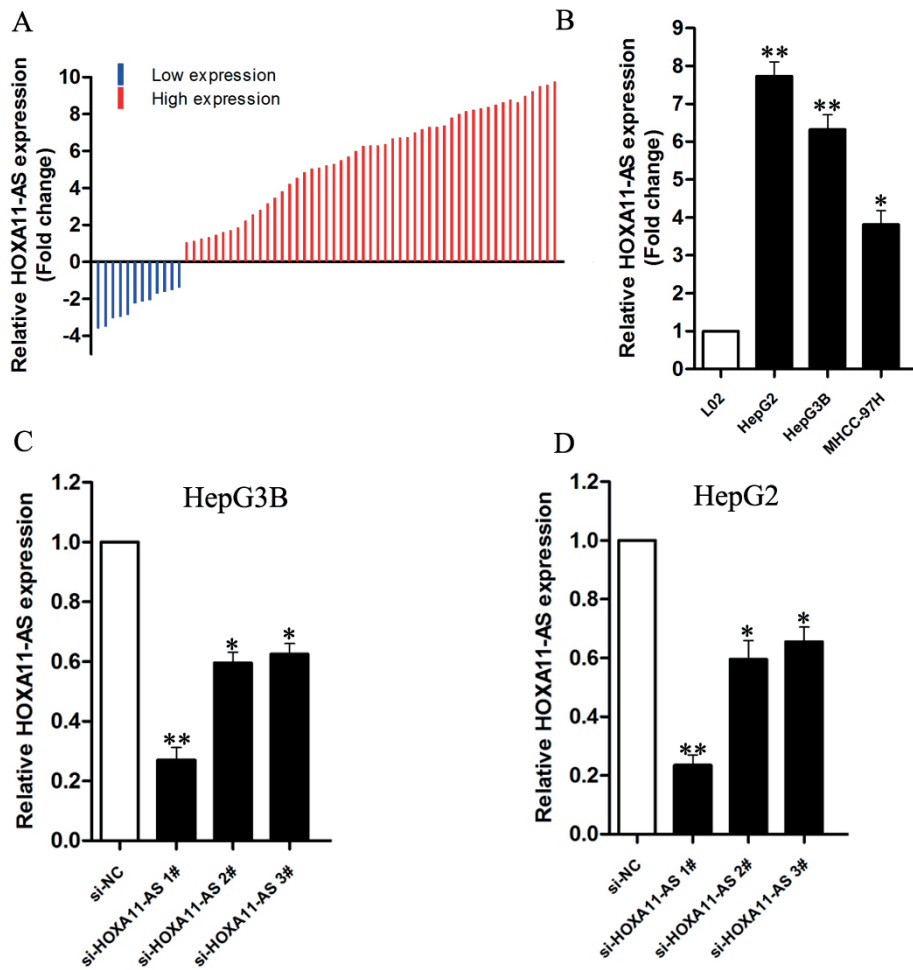 A
Relative HOXA11-AS expression
(Fold change)
10
8
6
4
2
0
-2
-4
Low expression
High expression
B
Relative HOXA11-AS expression
(Fold change)
9
8
7
6
5
4
3
2
1
0
**
**
*
L02
HepG2
HepG3B
MHCC-97H
C
HepG3B
Relative HOXA11-AS expression
1.2
1.0
0.8
0.6
0.4
0.2
0.0
**
*
*
si-NC
si-HOXA11-AS 1#
si-HOXA11-AS 2#
si-HOXA11-AS 3#
D
HepG2
Relative HOXA11-AS expression
1.2
1.0
0.8
0.6
0.4
0.2
0.0
**
*
*
si-NC
si-HOXA11-AS 1#
si-HOXA11-AS 2#
si-HOXA11-AS 3#